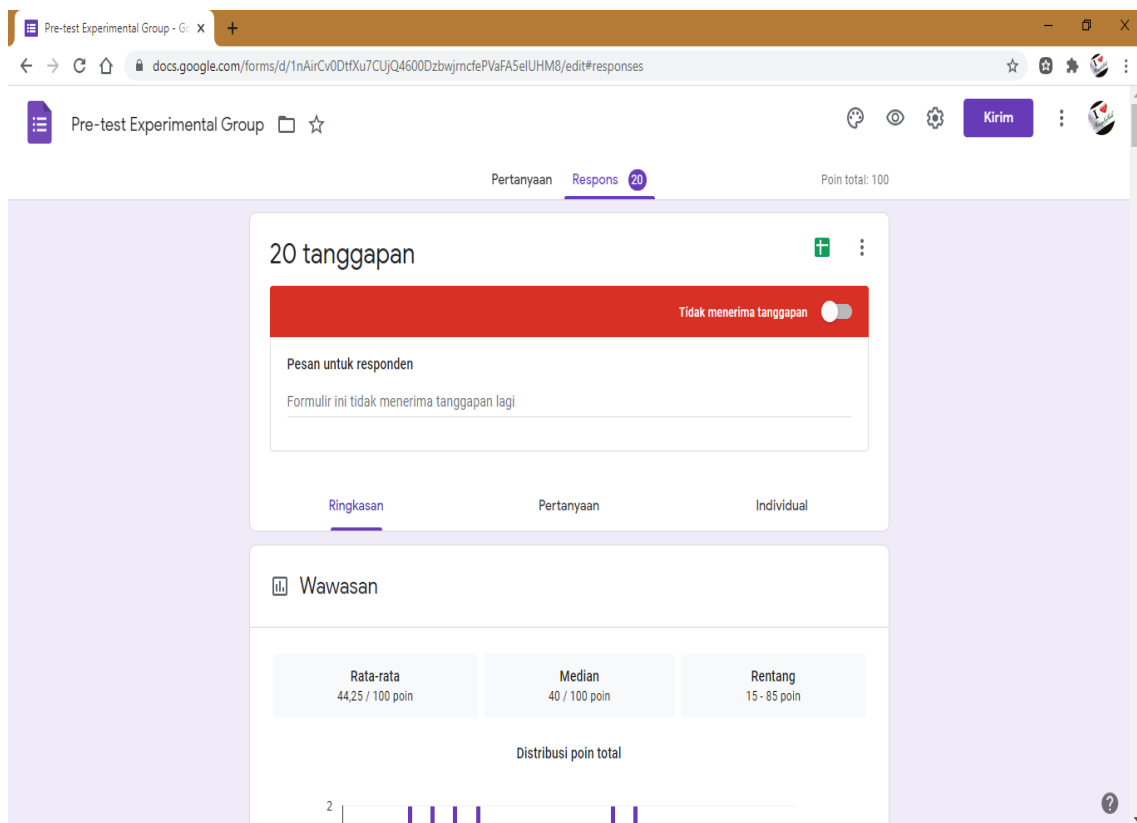 Pre-test Experimental Group - Go
docs.google.com/forms/d/1nAirCv0DtfXu7CUjQ4600DzbwjrncfePVaFA5eIUHM8/edit#responses
Pre-test Experimental Group
Kirim
Pertanyaan Respons 20 Poin total: 100
20 tanggapan
Tidak menerima tanggapan
Pesan untuk responden
Formulir ini tidak menerima tanggapan lagi
Ringkasan Pertanyaan Individual
Wawasan
Rata-rata Median Rentang
44,25 / 100 poin 40 / 100 poin 15 - 85 poin
Distribusi poin total
2